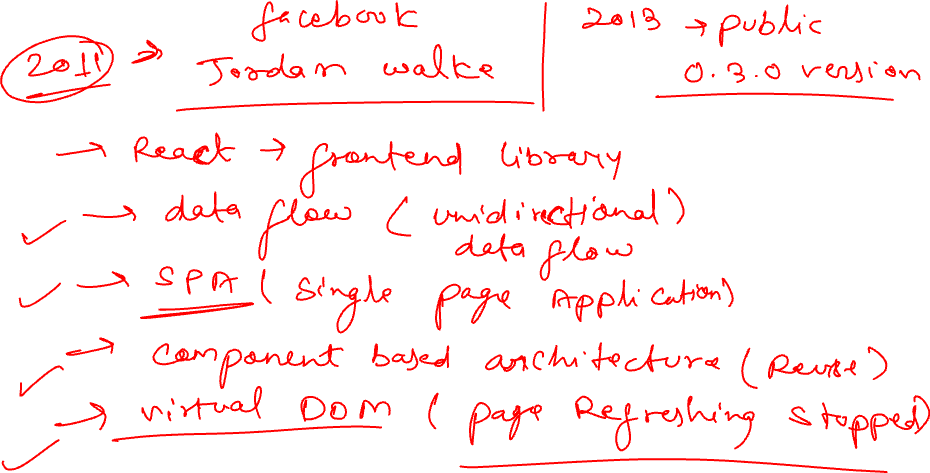 2011 → facebook
Jordan walke
2013 → public
0.3.0 version
→ React → frontend library
→ data flow (unidirectional)
data flow
→ SPA (Single page Application)
→ component based architecture (Reuse)
→ virtual DOM (page Refreshing stopped)